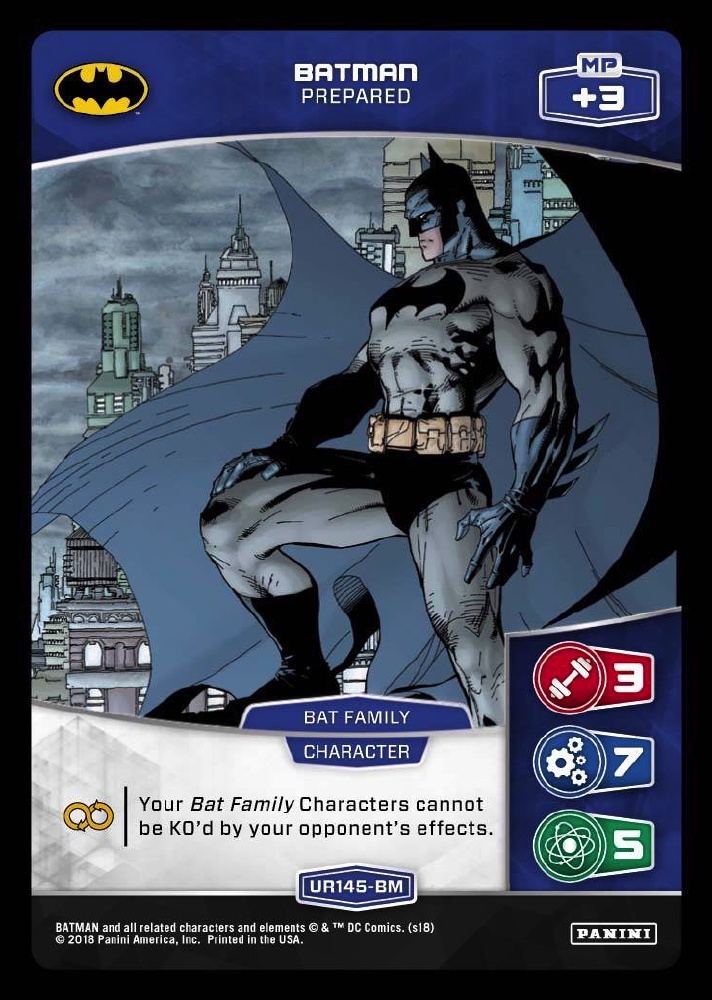 BATMAN
PREPARED
MP
+3
™
BAT FAMILY
CHARACTER
3
7
5
Your Bat Family Characters cannot
be KO'd by your opponent's effects.
UR145-BM
BATMAN and all related characters and elements © & ™ DC Comics. (s18)
© 2018 Panini America, Inc. Printed in the USA.
PANINI